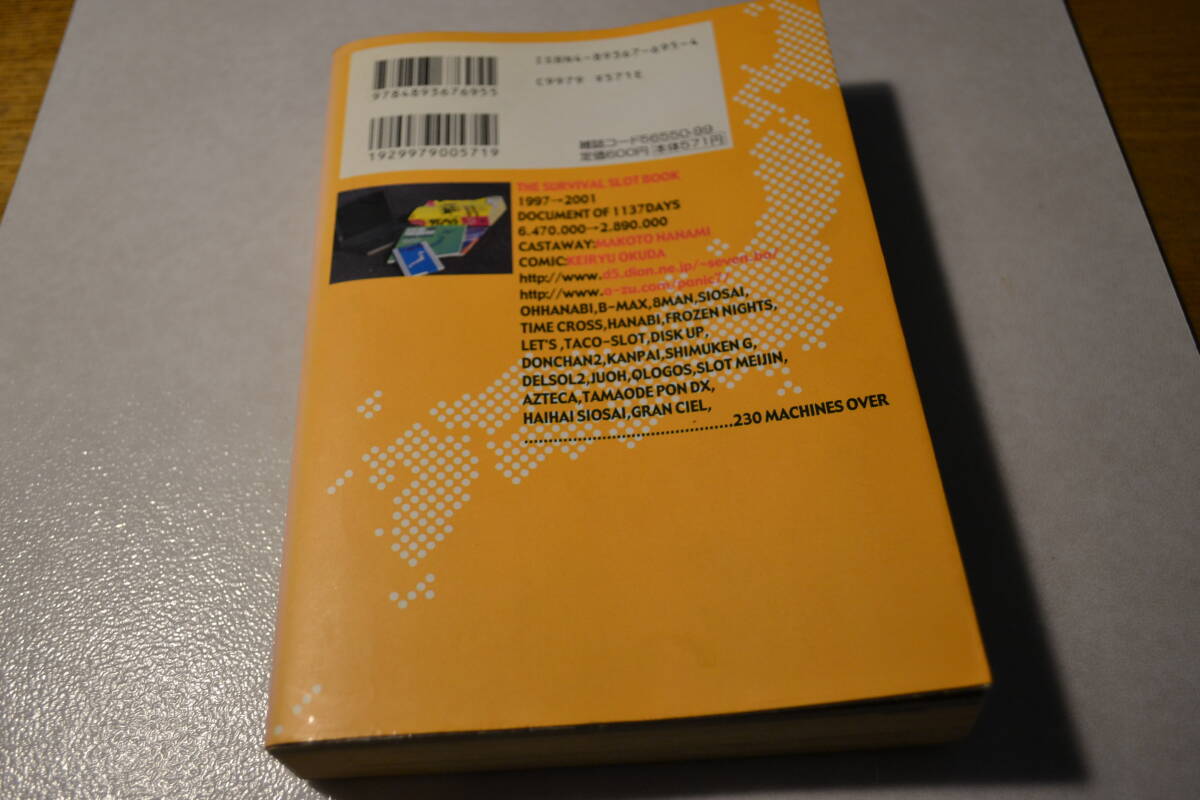 9784893676955
ISBN4-89367-695-4
C9979 ¥571E
1929979005719
雑誌コード56550-99
定価600円 本体571円
THE SURVIVAL SLOT BOOK
1997→2001
DOCUMENT OF 1137DAYS
6.470.000→2.890.000
CASTAWAY:MAKOTO NANAMI
COMIC:KEIRYU OKUDA
http://www.d5.dion.ne.jp/~seven.ba/
http://www.a-zu.com/panic7/
OHHANABI,B-MAX,8MAN,SIOSAI,
TIME CROSS,HANABI,FROZEN NIGHTS,
LET'S ,TACO-SLOT,DISK UP,
DONCHAN2,KANPAI,SHIMUKEN G,
DELSOL2,JUOH,OLOGOS,SLOT MEIJIN,
AZTECA,TAMAODE PON DX,
HAIHAI SIOSAI,GRAN CIEL,
..........................................230 MACHINES OVER